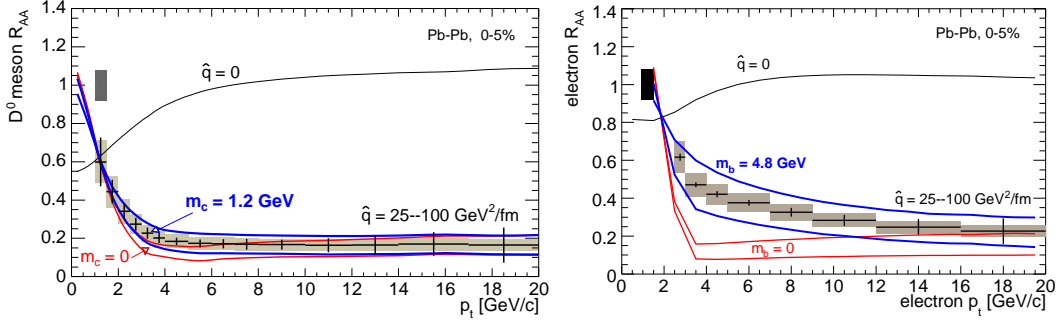 D⁰ meson R_AA
1.4
1.2
1
0.8
0.6
0.4
0.2
0
Pb-Pb, 0-5%
q̂ = 0
m_c = 1.2 GeV
q̂ = 25--100 GeV²/fm
m_c = 0
0 2 4 6 8 10 12 14 16 18 20
p_t [GeV/c]
electron R_AA
1.4
1.2
1
0.8
0.6
0.4
0.2
0
Pb-Pb, 0-5%
q̂ = 0
m_b = 4.8 GeV
q̂ = 25--100 GeV²/fm
m_b = 0
0 2 4 6 8 10 12 14 16 18 20
electron p_t [GeV/c]